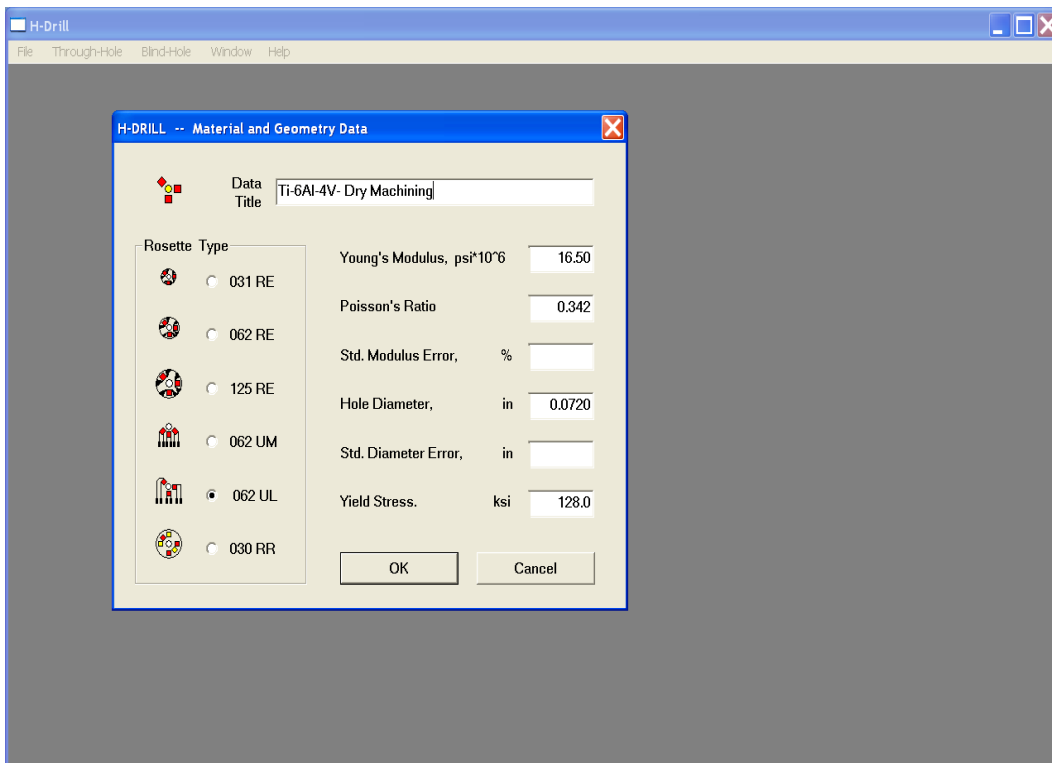 H-Drill
File Through-Hole Blind-Hole Window Help
H-DRILL -- Material and Geometry Data
Data Title Ti-6Al-4V- Dry Machining
Rosette Type
031 RE
062 RE
125 RE
062 UM
062 UL
030 RR
Young's Modulus, psi*10^6 16.50
Poisson's Ratio 0.342
Std. Modulus Error, %
Hole Diameter, in 0.0720
Std. Diameter Error, in
Yield Stress. ksi 128.0
OK Cancel